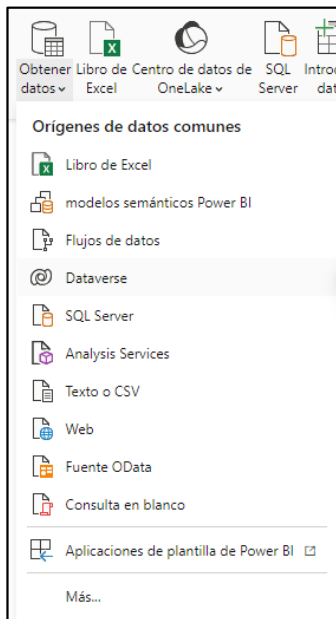 Obtener Libro de Centro de datos de SQL
datos Excel OneLake Server
Orígenes de datos comunes
Libro de Excel
modelos semánticos Power BI
Flujos de datos
Dataverse
SQL Server
Analysis Services
Texto o CSV
Web
Fuente OData
Consulta en blanco
Aplicaciones de plantilla de Power BI
Más...